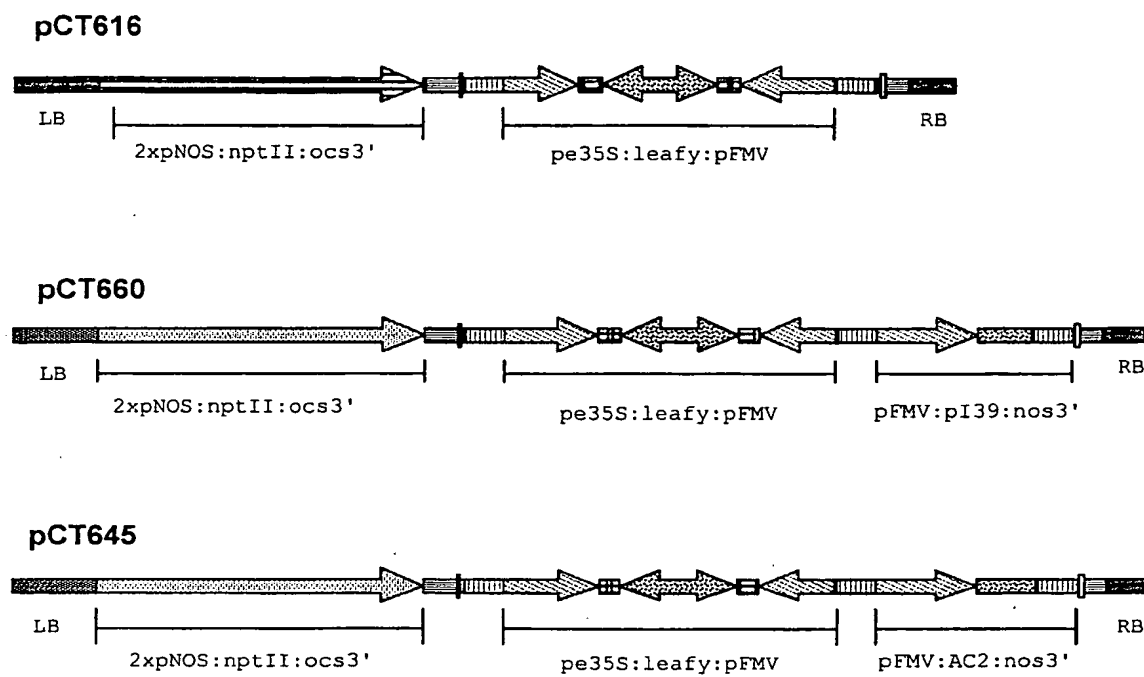 pCT616
LB
RB
2xpNOS:nptII:ocs3'
pe35S:leafy:pFMV
pCT660
LB
RB
2xpNOS:nptII:ocs3'
pe35S:leafy:pFMV
pFMV:pI39:nos3'
pCT645
LB
RB
2xpNOS:nptII:ocs3'
pe35S:leafy:pFMV
pFMV:AC2:nos3'